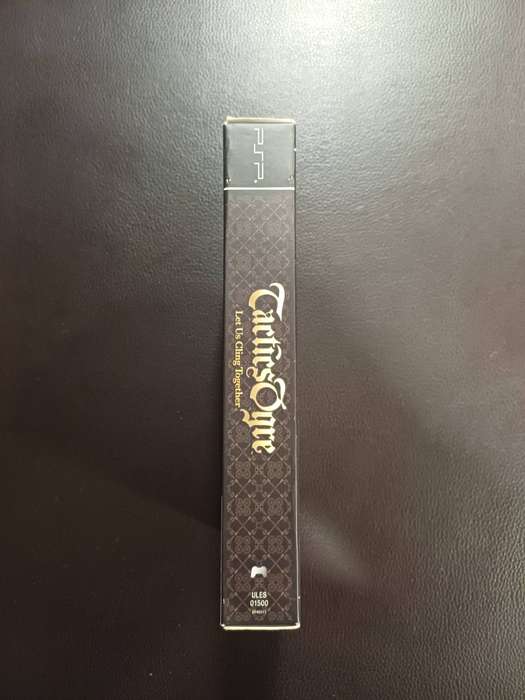 PSP
Tactics Ogre
Let Us Cling Together
ULES
01500